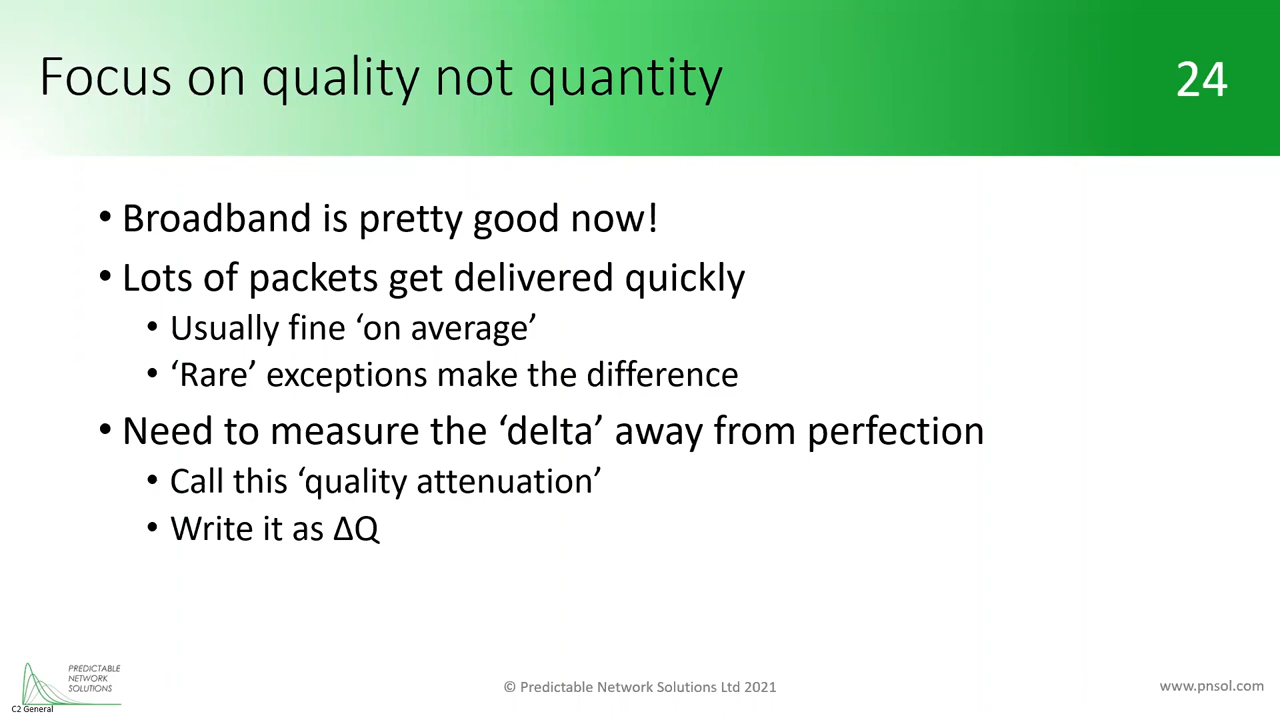 Focus on quality not quantity
24
• Broadband is pretty good now!
• Lots of packets get delivered quickly
• Usually fine ‘on average’
• ‘Rare’ exceptions make the difference
• Need to measure the ‘delta’ away from perfection
• Call this ‘quality attenuation’
• Write it as ΔQ
PREDICTABLE
NETWORK
SOLUTIONS
C2 General
© Predictable Network Solutions Ltd 2021
www.pnsol.com